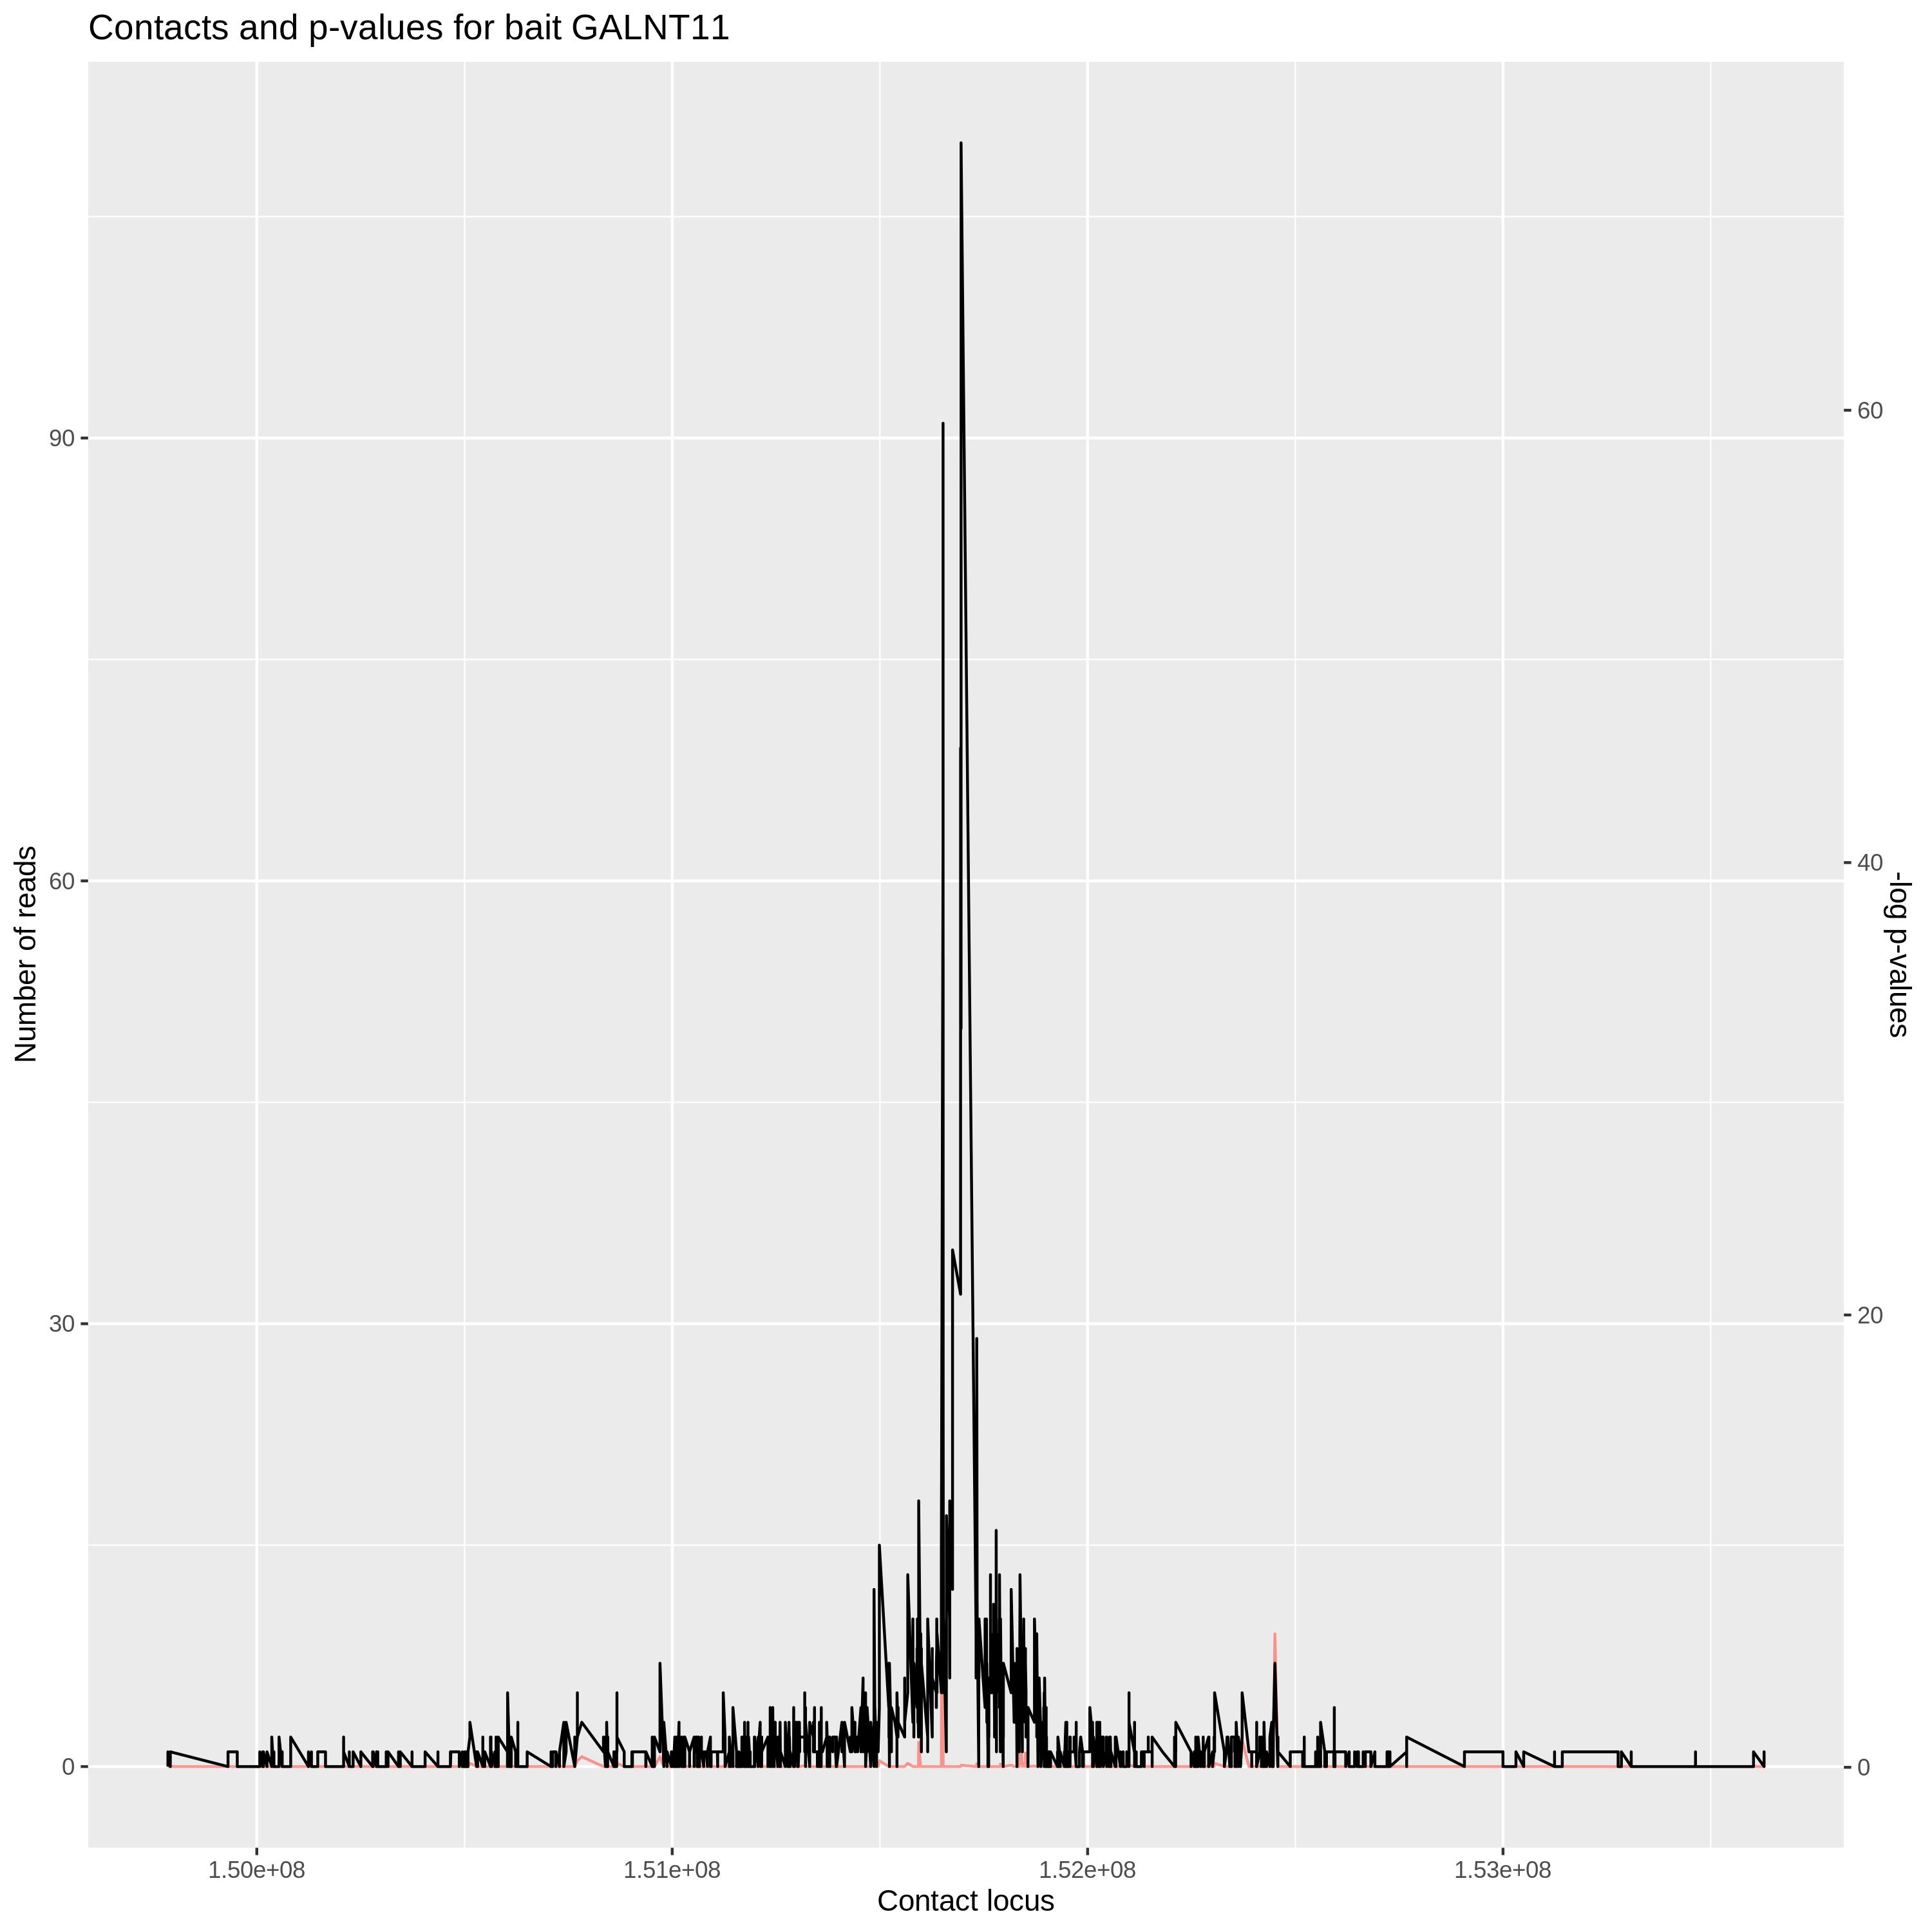 Contacts and p-values for bait GALNT11
Number of reads
90
60
30
0
60
40
20
0
-log p-values
1.50e+08 1.51e+08 1.52e+08 1.53e+08
Contact locus